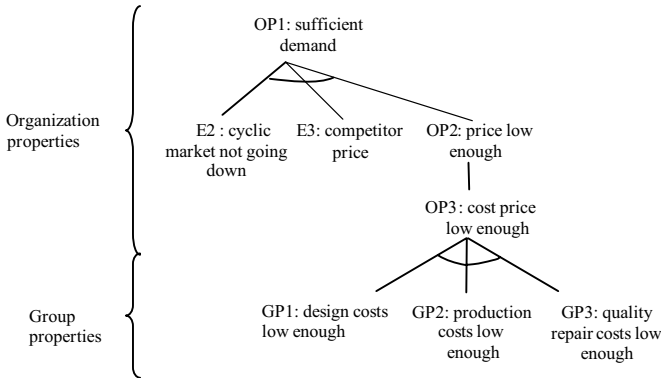 OP1: sufficient
demand
Organization
properties
E2 : cyclic
market not going
down
E3: competitor
price
OP2: price low
enough
OP3: cost price
low enough
Group
properties
GP1: design costs
low enough
GP2: production
costs low
enough
GP3: quality
repair costs low
enough